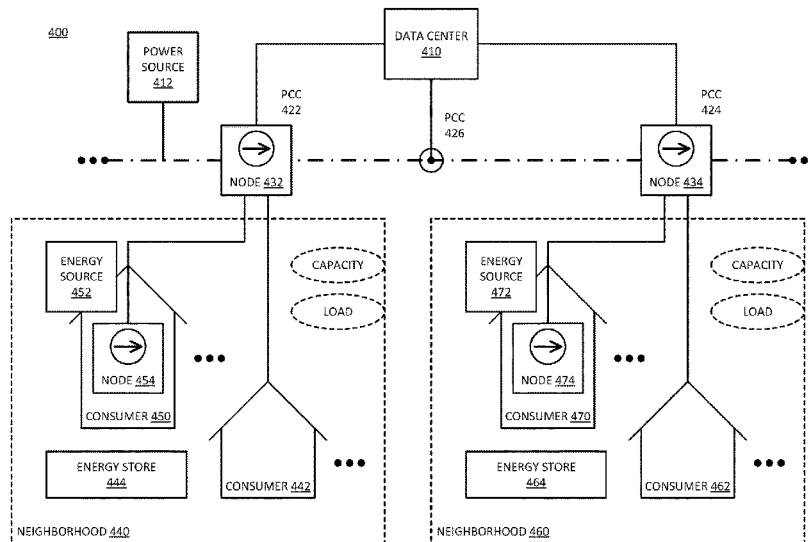 400
POWER
SOURCE
412
DATA CENTER
410
PCC
422
PCC
426
PCC
424
NODE 432
NODE 434
ENERGY
SOURCE
452
CAPACITY
LOAD
NODE 454
CONSUMER 450
ENERGY STORE
444
CONSUMER 442
NEIGHBORHOOD 440
ENERGY
SOURCE
472
CAPACITY
LOAD
NODE 474
CONSUMER 470
ENERGY STORE
464
CONSUMER 462
NEIGHBORHOOD 460